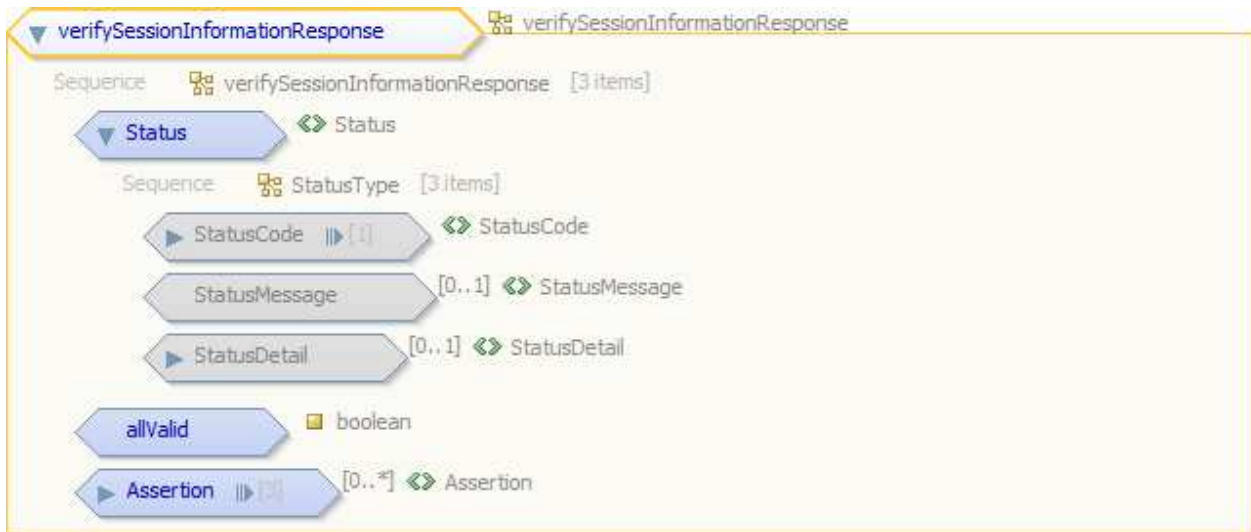 verifySessionInformationResponse verifySessionInformationResponse
Sequence verifySessionInformationResponse [3 items]
Status Status
Sequence StatusType [3 items]
StatusCode [1] StatusCode
StatusMessage [0..1] StatusMessage
StatusDetail [0..1] StatusDetail
allValid boolean
Assertion [0..*] Assertion